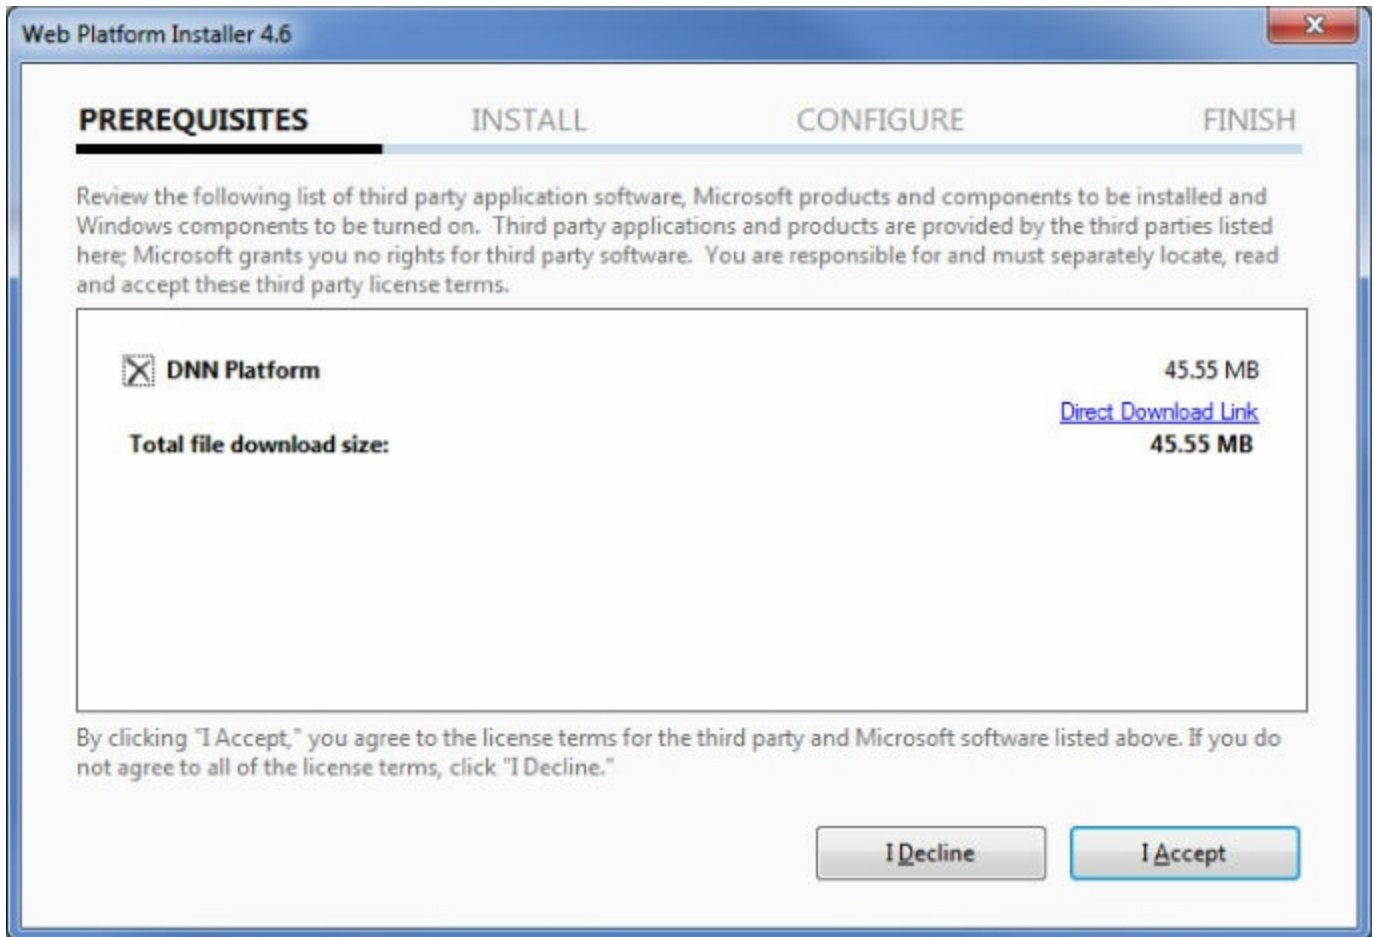 Web Platform Installer 4.6
PREREQUISITES INSTALL CONFIGURE FINISH
Review the following list of third party application software, Microsoft products and components to be installed and
Windows components to be turned on.  Third party applications and products are provided by the third parties listed
here; Microsoft grants you no rights for third party software.  You are responsible for and must separately locate, read
and accept these third party license terms.
DNN Platform 45.55 MB
Direct Download Link
Total file download size: 45.55 MB
By clicking "I Accept," you agree to the license terms for the third party and Microsoft software listed above. If you do
not agree to all of the license terms, click "I Decline."
I Decline I Accept